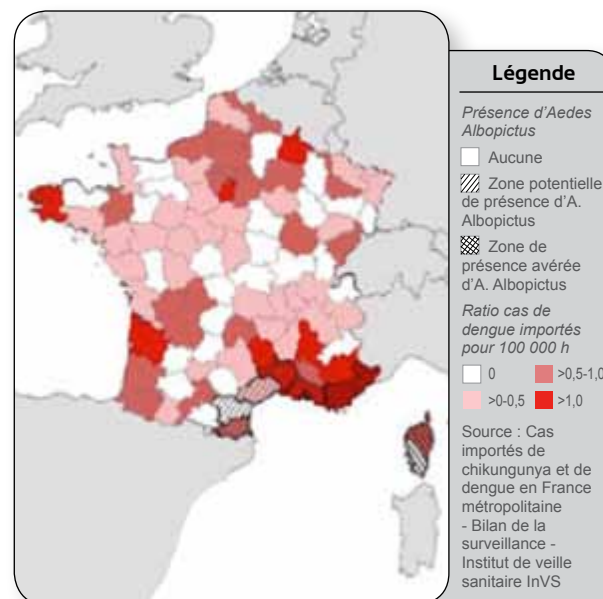 Légende
Présence d'Aedes
Albopictus
Aucune
Zone potentielle
de présence d'A.
Albopictus
Zone de
présence avérée
d'A. Albopictus
Ratio cas de
dengue importés
pour 100 000 h
0
>0,5-1,0
>0-0,5
>1,0
Source : Cas
importés de
chikungunya et de
dengue en France
métropolitaine
- Bilan de la
surveillance -
Institut de veille
sanitaire InVS